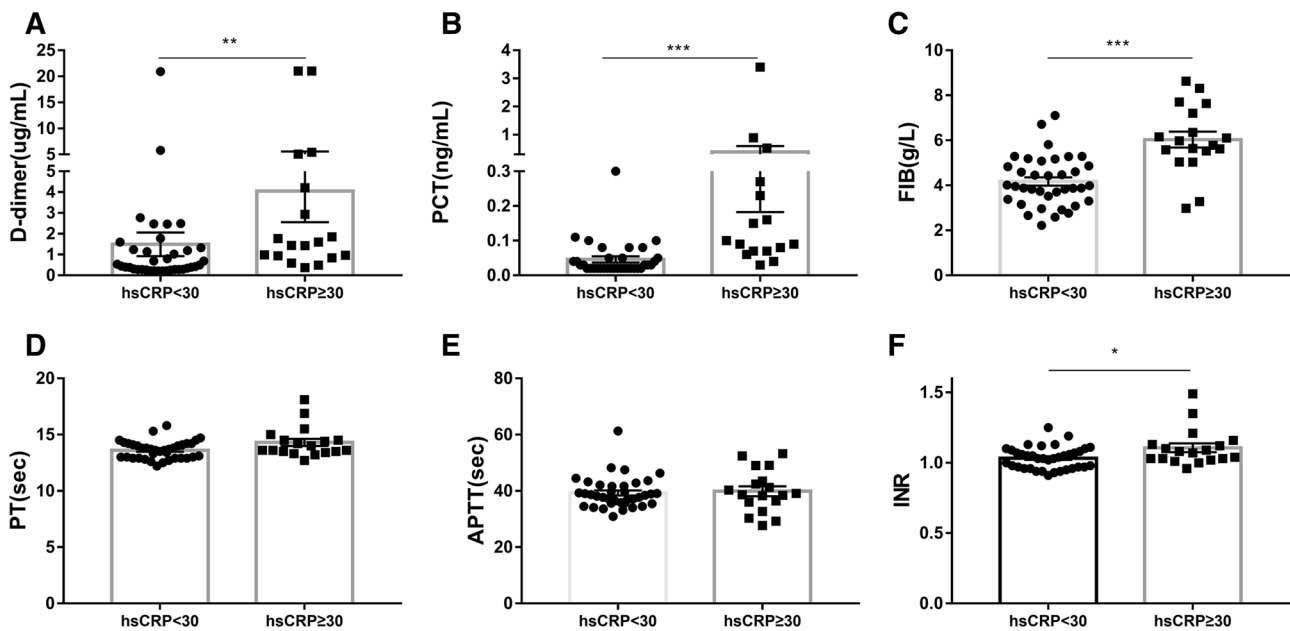 A
**
D-dimer(ug/mL)
25
20
15
10
5
5
4
3
2
1
0
hsCRP<30
hsCRP≥30
B
***
PCT(ng/mL)
4
3
2
1
0.3
0.2
0.1
0.0
hsCRP<30
hsCRP≥30
C
***
FIB(g/L)
10
8
6
4
2
0
hsCRP<30
hsCRP≥30
D
PT(sec)
20
15
10
5
0
hsCRP<30
hsCRP≥30
E
APTT(sec)
80
60
40
20
0
hsCRP<30
hsCRP≥30
F
*
INR
1.5
1.0
0.5
0.0
hsCRP<30
hsCRP≥30